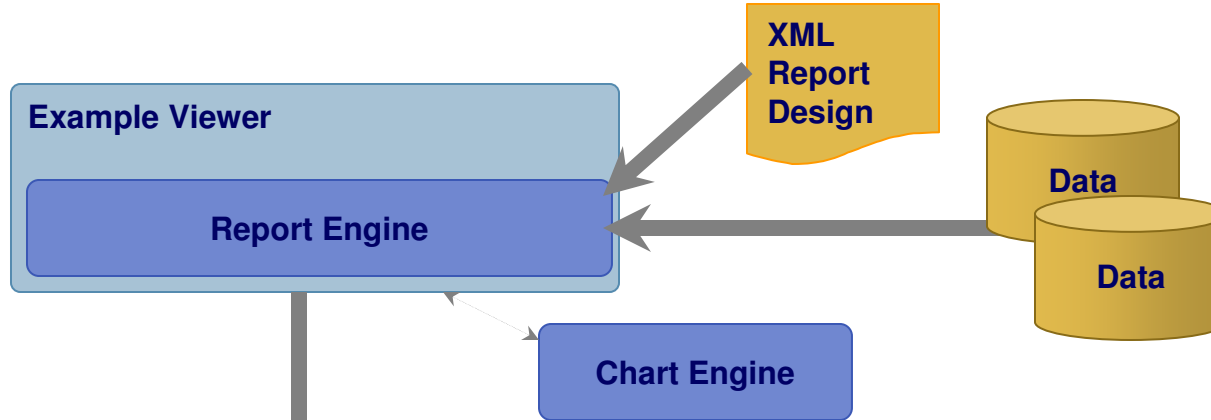 XML
Report
Design
Example Viewer
Data
Report Engine
Data
Chart Engine